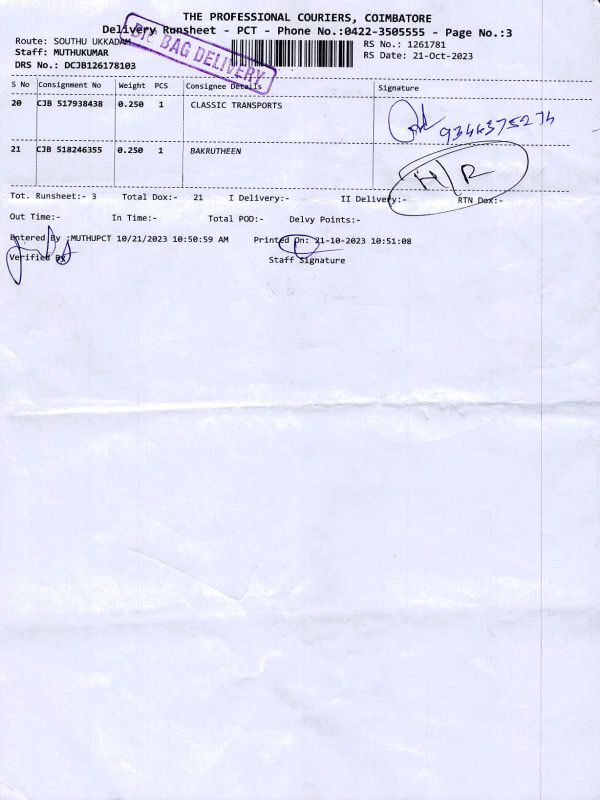 THE PROFESSIONAL COURIERS, COIMBATORE
Delivery Runsheet - PCT - Phone No.:0422-3505555 - Page No.:3
BAG DELIVERY
Route: SOUTHU UKKADAM
RS No.: 1261781
Staff: MUTHUKUMAR
RS Date: 21-Oct-2023
DRS No.: DCJB126178103
S No Consignment No Weight PCS Consignee Details Signature
20 CJB 517938438 0.250 1 CLASSIC TRANSPORTS
21 CJB 518246355 0.250 1 BAKRUTHEEN
N/R
Tot. Runsheet:- 3 Total Dox:- 21 I Delivery:- II Delivery:- RTN Dox:-
Out Time:- In Time:- Total POD:- Delvy Points:-
Entered By :MUTHUPCT 10/21/2023 10:50:59 AM Printed On: 21-10-2023 10:51:08
Verified By Staff Signature